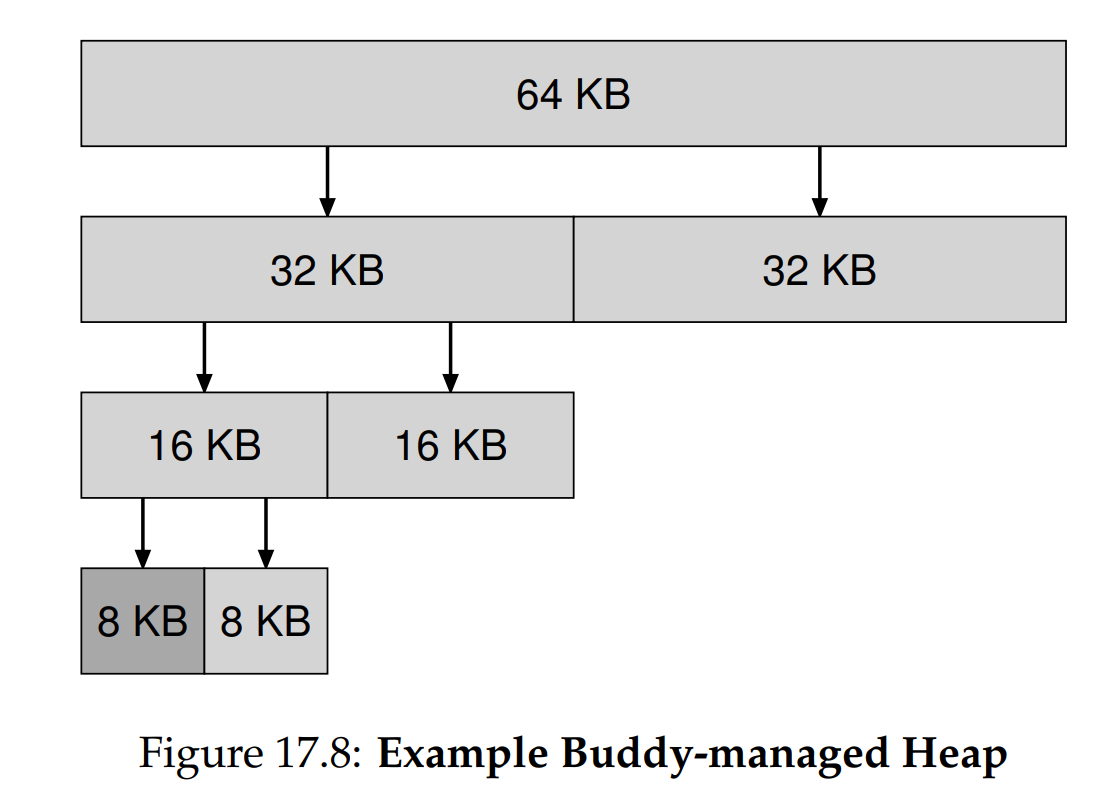 64 KB
32 KB 32 KB
16 KB 16 KB
8 KB 8 KB
Figure 17.8: Example Buddy-managed Heap